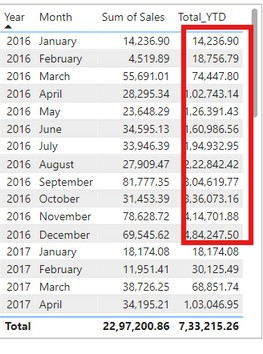 Year Month Sum of Sales Total_YTD
2016 January 14,236.90 14,236.90
2016 February 4,519.89 18,756.79
2016 March 55,691.01 74,447.80
2016 April 28,295.34 1,02,743.14
2016 May 23,648.29 1,26,391.43
2016 June 34,595.13 1,60,986.56
2016 July 33,946.39 1,94,932.95
2016 August 27,909.47 2,22,842.42
2016 September 81,777.35 3,04,619.77
2016 October 31,453.39 3,36,073.16
2016 November 78,628.72 4,14,701.88
2016 December 69,545.62 4,84,247.50
2017 January 18,174.08 18,174.08
2017 February 11,951.41 30,125.49
2017 March 38,726.25 68,851.74
2017 April 34,195.21 1,03,046.95
Total 22,97,200.86 7,33,215.26